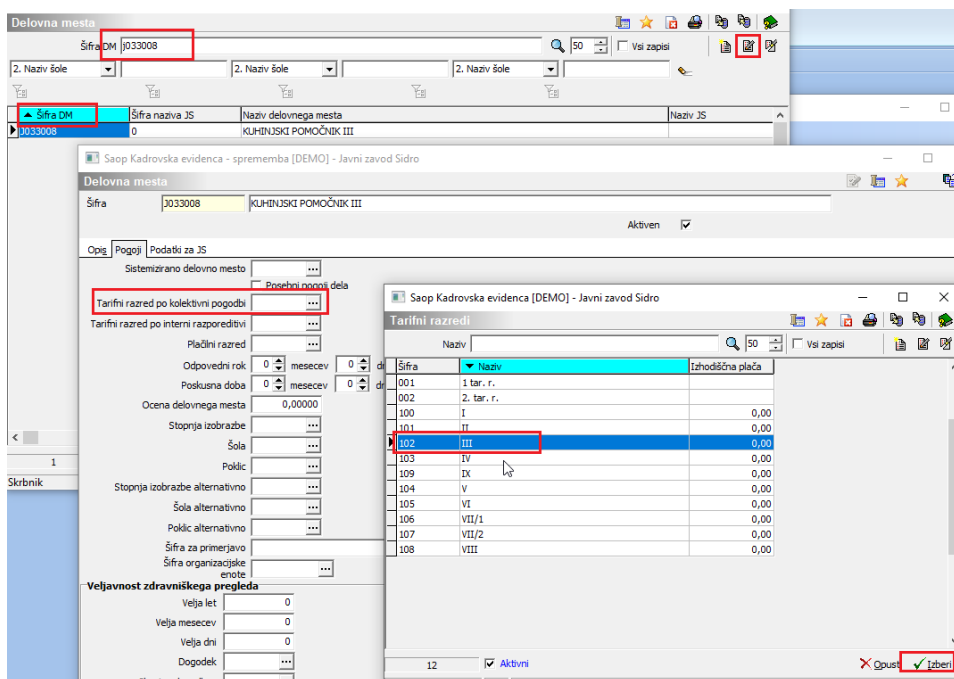 Delovna mesta
Šifra DM j033008 50 Vsi zapisi
2. Naziv šole 2. Naziv šole 2. Naziv šole
Šifra DM Šifra naziva JS Naziv delovnega mesta Naziv JS
J033008 0 KUHINJSKI POMOČNIK III
Saop Kadrovska evidenca - sprememba [DEMO] - Javni zavod Sidro
Delovna mesta
Šifra J033008 KUHINJSKI POMOČNIK III
Aktiven
Opis Pogoji Podatki za JS
Sistemizirano delovno mesto ...
Posebni pogoji dela
Tarifni razred po kolektivni pogodbi ...
Tarifni razred po interni razporeditivi ...
Plačilni razred ...
Odpovedni rok 0 mesecev 0
Poskusna doba 0 mesecev 0
Ocena delovnega mesta 0,00000
Stopnja izobrazbe ...
Šola ...
Poklic ...
Stopnja izobrazbe alternativno ...
Šola alternativno ...
Poklic alternativno ...
Šifra za primerjavo
Šifra organizacijske
enote ...
Veljavnost zdravniškega pregleda
Velja let 0
Velja mesecev 0
Velja dni 0
Dogodek ...
1
Skrbnik
Saop Kadrovska evidenca [DEMO] - Javni zavod Sidro
Tarifni razredi
Naziv 50 Vsi zapisi
Šifra Naziv Izhodiščna plača
001 1 tar. r.
002 2. tar. r.
100 I 0,00
101 II 0,00
102 III 0,00
103 IV 0,00
109 IX 0,00
104 V 0,00
105 VI 0,00
106 VII/1 0,00
107 VII/2 0,00
108 VIII 0,00
12 Aktivni Opust Izberi